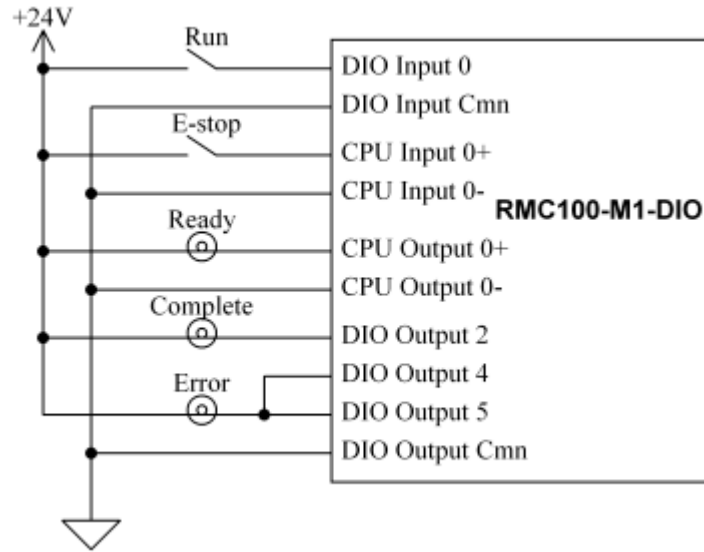 +24V
Run
DIO Input 0
DIO Input Cmn
E-stop
CPU Input 0+
CPU Input 0-
RMC100-M1-DIO
Ready
CPU Output 0+
CPU Output 0-
Complete
DIO Output 2
DIO Output 4
Error
DIO Output 5
DIO Output Cmn